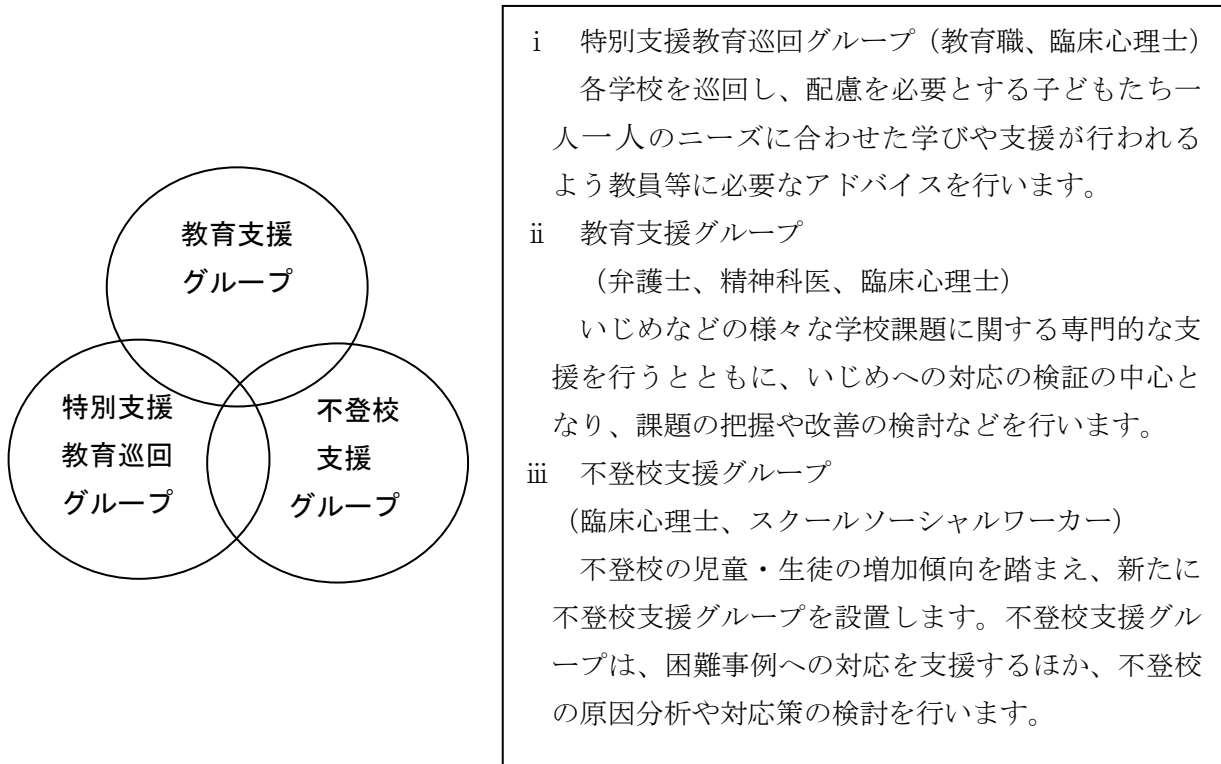 教育支援
グループ
特別支援
教育巡回
グループ
不登校
支援
グループ
ⅰ 特別支援教育巡回グループ（教育職、臨床心理士）
各学校を巡回し、配慮を必要とする子どもたち一
人一人のニーズに合わせた学びや支援が行われる
よう教員等に必要なアドバイスを行います。
ⅱ 教育支援グループ
（弁護士、精神科医、臨床心理士）
いじめなどの様々な学校課題に関する専門的な支
援を行うとともに、いじめへの対応の検証の中心と
なり、課題の把握や改善の検討などを行います。
ⅲ 不登校支援グループ
（臨床心理士、スクールソーシャルワーカー）
不登校の児童・生徒の増加傾向を踏まえ、新たに
不登校支援グループを設置します。不登校支援グル
ープは、困難事例への対応を支援するほか、不登校
の原因分析や対応策の検討を行います。